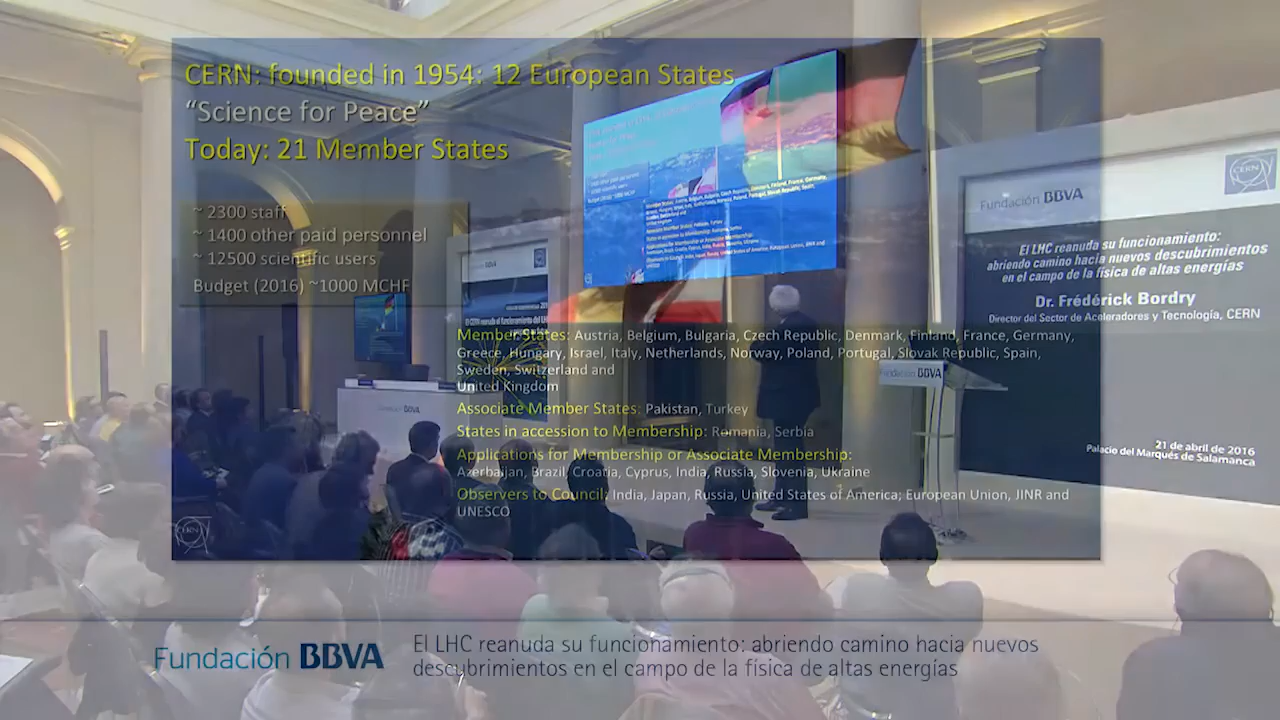 CERN: founded in 1954: 12 European States
“Science for Peace”
Today: 21 Member States
~ 2300 staff
~ 1400 other paid personnel
~ 12500 scientific users
Budget (2016) ~1000 MCHF
Member States: Austria, Belgium, Bulgaria, Czech Republic, Denmark, Finland, France, Germany,
Greece, Hungary, Israel, Italy, Netherlands, Norway, Poland, Portugal, Slovak Republic, Spain,
Sweden, Switzerland and
United Kingdom
Associate Member States: Pakistan, Turkey
States in accession to Membership: Romania, Serbia
Applications for Membership or Associate Membership:
Azerbaijan, Brazil, Croatia, Cyprus, India, Russia, Slovenia, Ukraine
Observers to Council: India, Japan, Russia, United States of America; European Union, JINR and
UNESCO
CERN
Fundación BBVA
CERN
El LHC reanuda su funcionamiento:
abriendo camino hacia nuevos descubrimientos
en el campo de la física de altas energías
Dr. Frédérick Bordry
Director del Sector de Aceleradores y Tecnología, CERN
21 de abril de 2016
Palacio del Marqués de Salamanca
Fundación BBVA
Fundación BBVA
El LHC reanuda su funcionamiento: abriendo camino hacia nuevos
descubrimientos en el campo de la física de altas energías